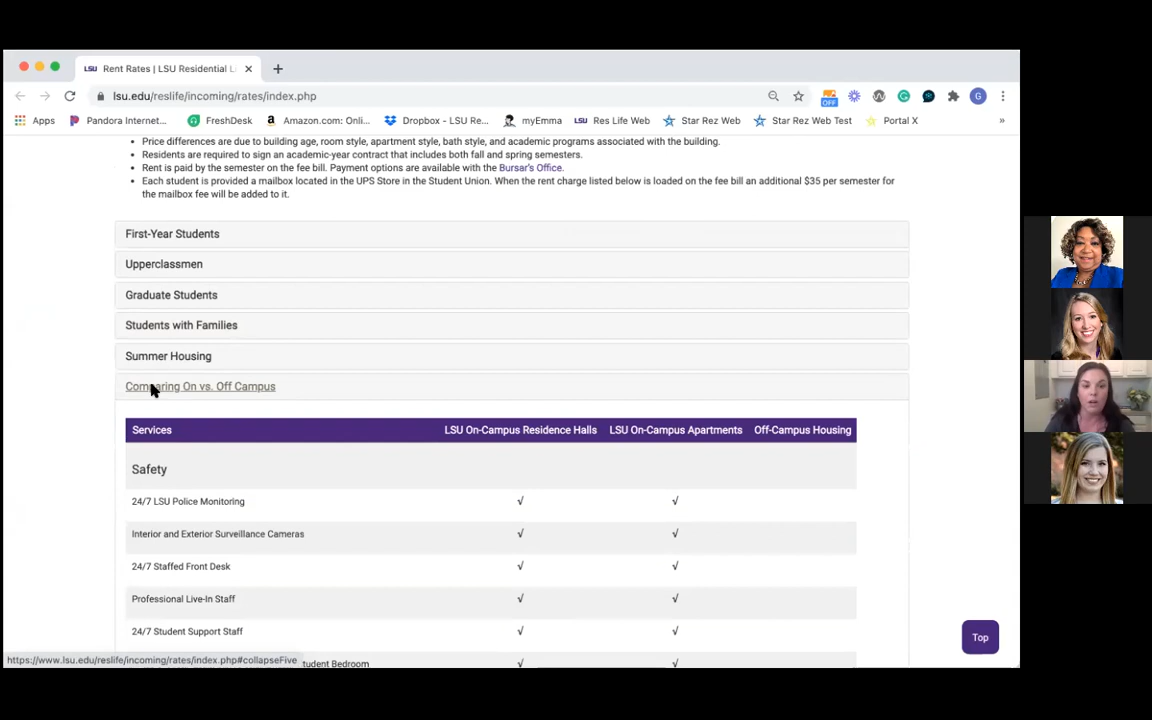 LSU Rent Rates | LSU Residential L
lsu.edu/reslife/incoming/rates/index.php
OFF
G
Apps Pandora Internet... FreshDesk Amazon.com: Onli... Dropbox - LSU Re... myEmma LSU Res Life Web Star Rez Web Star Rez Web Test Portal X »
• Price differences are due to building age, room style, apartment style, bath style, and academic programs associated with the building.
• Residents are required to sign an academic-year contract that includes both fall and spring semesters.
• Rent is paid by the semester on the fee bill. Payment options are available with the Bursar's Office.
• Each student is provided a mailbox located in the UPS Store in the Student Union. When the rent charge listed below is loaded on the fee bill an additional $35 per semester for
the mailbox fee will be added to it.
First-Year Students
Upperclassmen
Graduate Students
Students with Families
Summer Housing
Comparing On vs. Off Campus
Services LSU On-Campus Residence Halls LSU On-Campus Apartments Off-Campus Housing
Safety
24/7 LSU Police Monitoring √ √
Interior and Exterior Surveillance Cameras √ √
24/7 Staffed Front Desk √ √
Professional Live-In Staff √ √
24/7 Student Support Staff √ √
Top
https://www.lsu.edu/reslife/incoming/rates/index.php#collapseFive
tudent Bedroom √ √